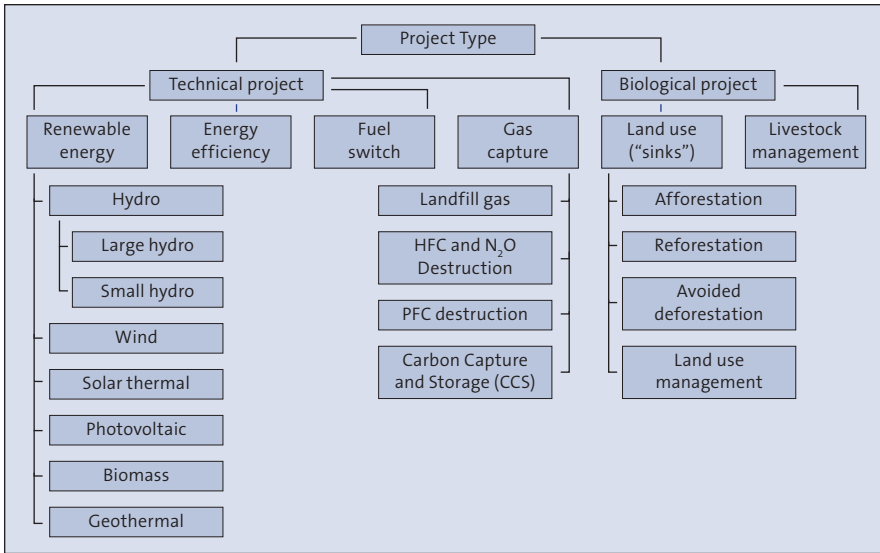 Project Type
Technical project
Biological project
Renewable
energy
Energy
efficiency
Fuel
switch
Gas
capture
Land use
(“sinks”)
Livestock
management
Hydro
Large hydro
Small hydro
Wind
Solar thermal
Photovoltaic
Biomass
Geothermal
Landfill gas
HFC and N₂O
Destruction
PFC destruction
Carbon Capture
and Storage (CCS)
Afforestation
Reforestation
Avoided
deforestation
Land use
management